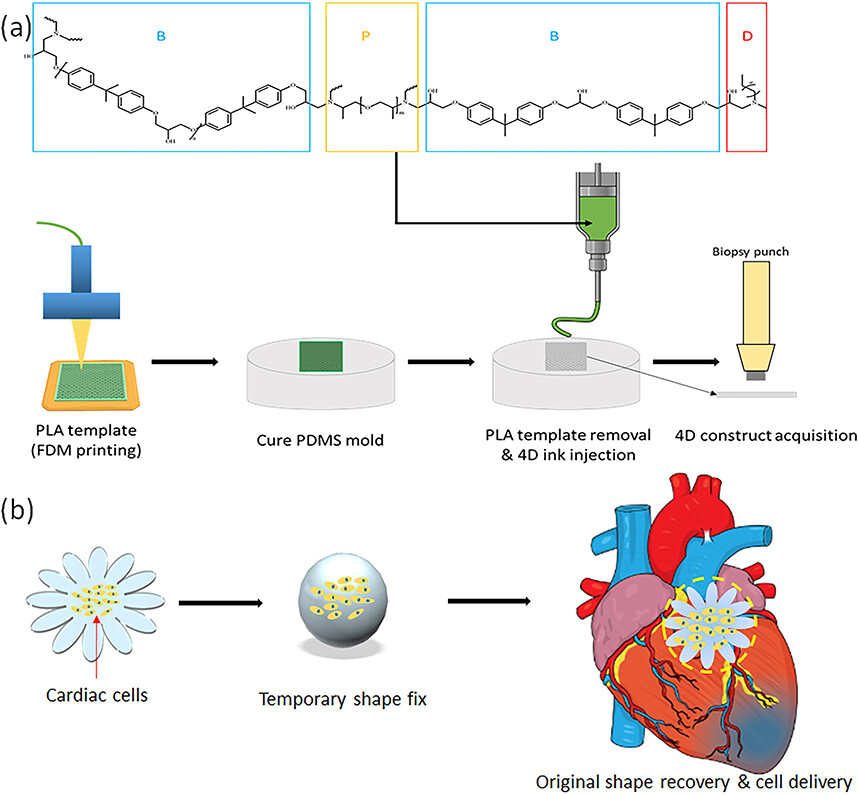 (a)
B
P
B
D
N
HO
O
O
OH
O
n
O
OH
N
O
m
N
OH
O
O
OH
O
O
OH
N
Biopsy punch
PLA template
(FDM printing)
Cure PDMS mold
PLA template removal
& 4D ink injection
4D construct acquisition
(b)
Cardiac cells
Temporary shape fix
Original shape recovery & cell delivery